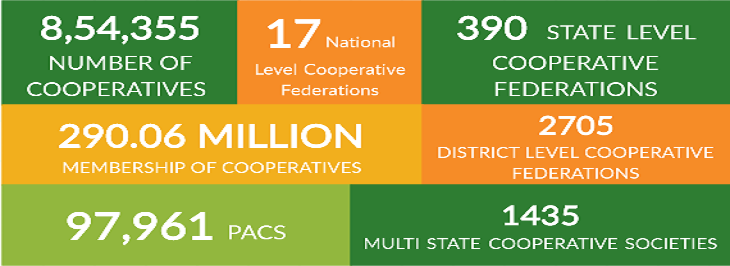 8,54,355
NUMBER OF
COOPERATIVES
17 National
Level Cooperative
Federations
390 STATE LEVEL
COOPERATIVE
FEDERATIONS
290.06 MILLION
MEMBERSHIP OF COOPERATIVES
2705
DISTRICT LEVEL COOPERATIVE
FEDERATIONS
97,961 PACS
1435
MULTI STATE COOPERATIVE SOCIETIES